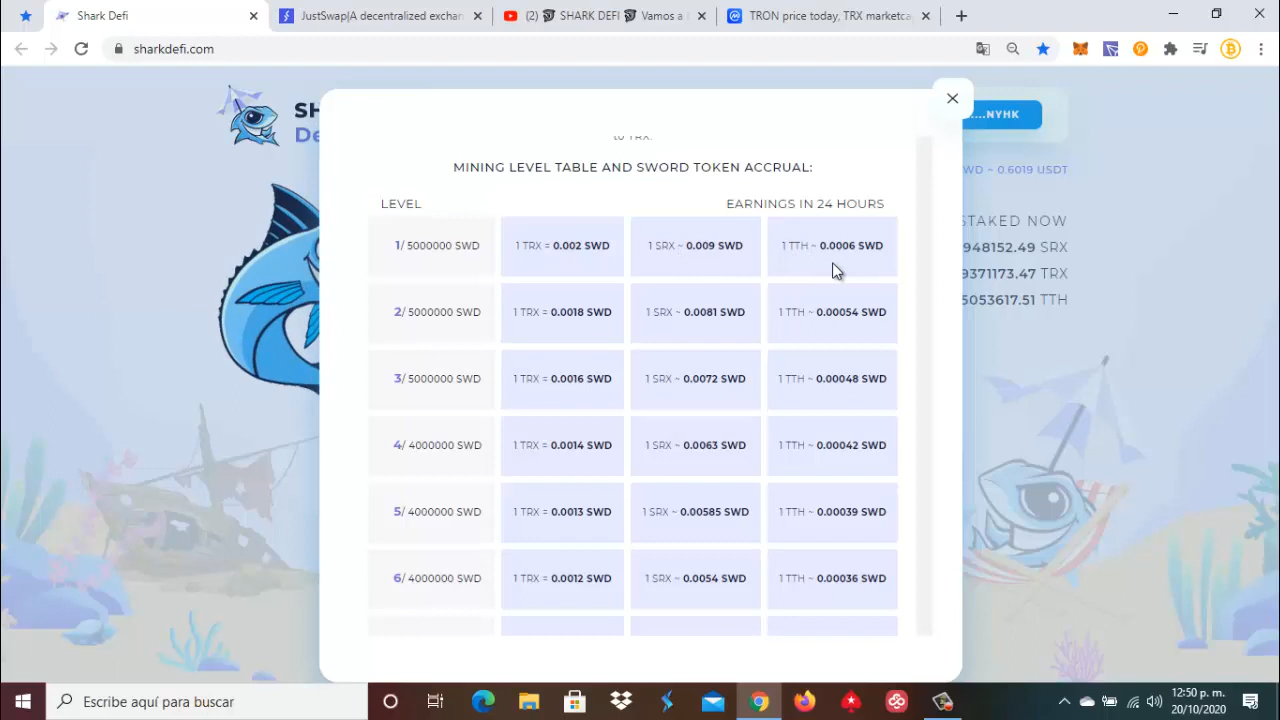 Shark Defi
JustSwap|A decentralized exchan
(2) SHARK DEFI Vamos a
TRON price today, TRX marketca
sharkdefi.com
SH
De
....NYHK
WD ~ 0.6019 USDT
STAKED NOW
948152.49 SRX
9371173.47 TRX
5053617.51 TTH
to TRX.
MINING LEVEL TABLE AND SWORD TOKEN ACCRUAL:
LEVEL EARNINGS IN 24 HOURS
1/ 5000000 SWD 1 TRX = 0.002 SWD 1 SRX ~ 0.009 SWD 1 TTH ~ 0.0006 SWD
2/ 5000000 SWD 1 TRX = 0.0018 SWD 1 SRX ~ 0.0081 SWD 1 TTH ~ 0.00054 SWD
3/ 5000000 SWD 1 TRX = 0.0016 SWD 1 SRX ~ 0.0072 SWD 1 TTH ~ 0.00048 SWD
4/ 4000000 SWD 1 TRX = 0.0014 SWD 1 SRX ~ 0.0063 SWD 1 TTH ~ 0.00042 SWD
5/ 4000000 SWD 1 TRX = 0.0013 SWD 1 SRX ~ 0.00585 SWD 1 TTH ~ 0.00039 SWD
6/ 4000000 SWD 1 TRX = 0.0012 SWD 1 SRX ~ 0.0054 SWD 1 TTH ~ 0.00036 SWD
Escribe aquí para buscar
12:50 p. m.
20/10/2020